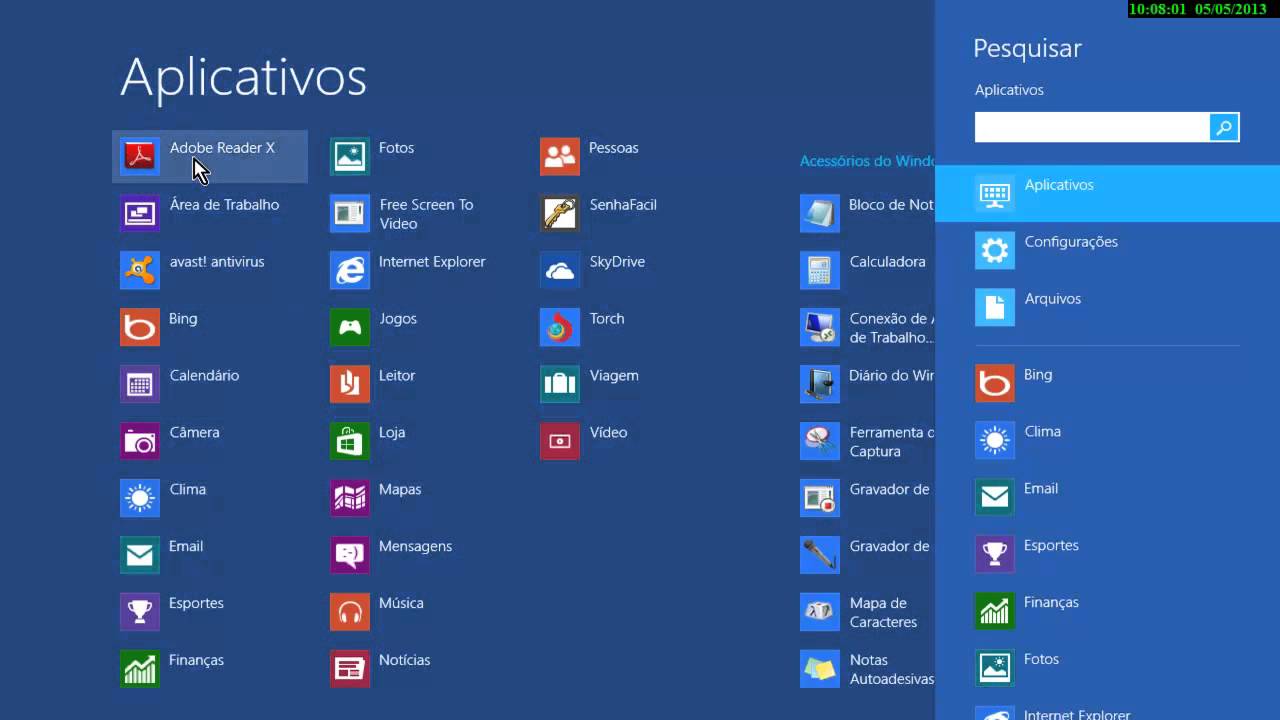 10:08:01 05/05/2013
Aplicativos
Adobe Reader X
Área de Trabalho
avast! antivirus
Bing
Calendário
Câmera
Clima
Email
Esportes
Finanças
Fotos
Free Screen To
Video
Internet Explorer
Jogos
Leitor
Loja
Mapas
Mensagens
Música
Notícias
Pessoas
SenhaFacil
SkyDrive
Torch
Viagem
Vídeo
Acessórios do Windo
Bloco de Not
Calculadora
Conexão de A
de Trabalho...
Diário do Win
Ferramenta d
Captura
Gravador de
Gravador de
Mapa de
Caracteres
Notas
Autoadesivas
Pesquisar
Aplicativos
Aplicativos
Configurações
Arquivos
Bing
Clima
Email
Esportes
Finanças
Fotos
Internet Explorer